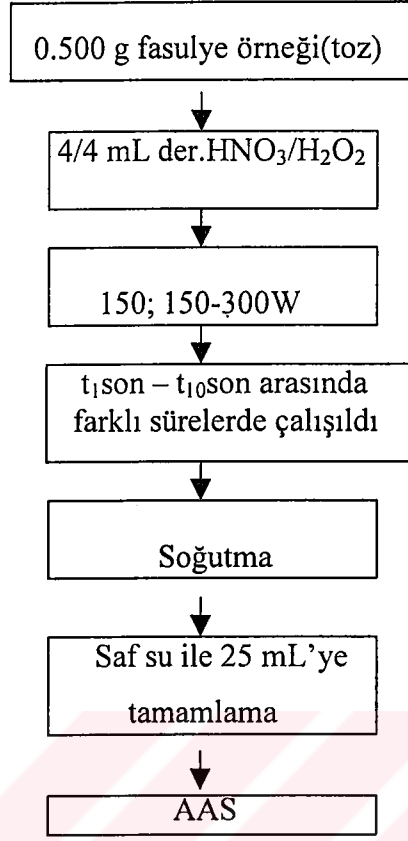 0.500 g fasulye örneği(toz)
4/4 mL der.HNO₃/H₂O₂
150; 150-300W
t₁son – t₁₀son arasında
farklı sürelerde çalışıldı
Soğutma
Saf su ile 25 mL’ye
tamamlama
AAS